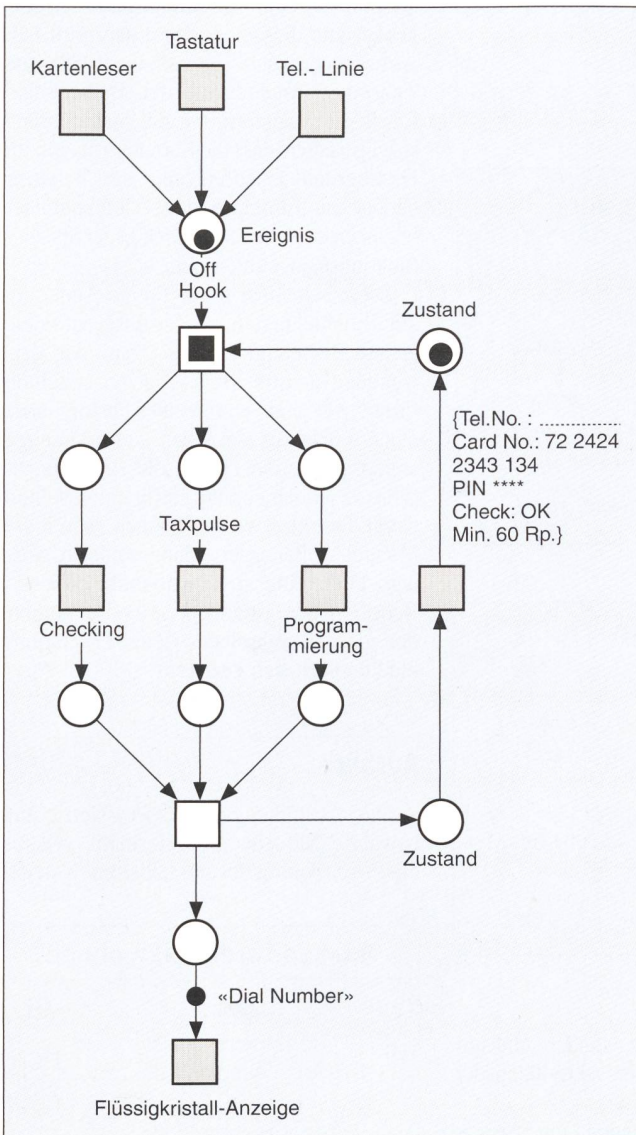 Tastatur
Kartenleser
Tel.- Linie
Ereignis
Off
Hook
Zustand
{Tel.No. : ..................
Card No.: 72 2424
2343 134
PIN ****
Check: OK
Min. 60 Rp.}
Taxpulse
Checking
Program-
mierung
Zustand
«Dial Number»
Flüssigkristall-Anzeige